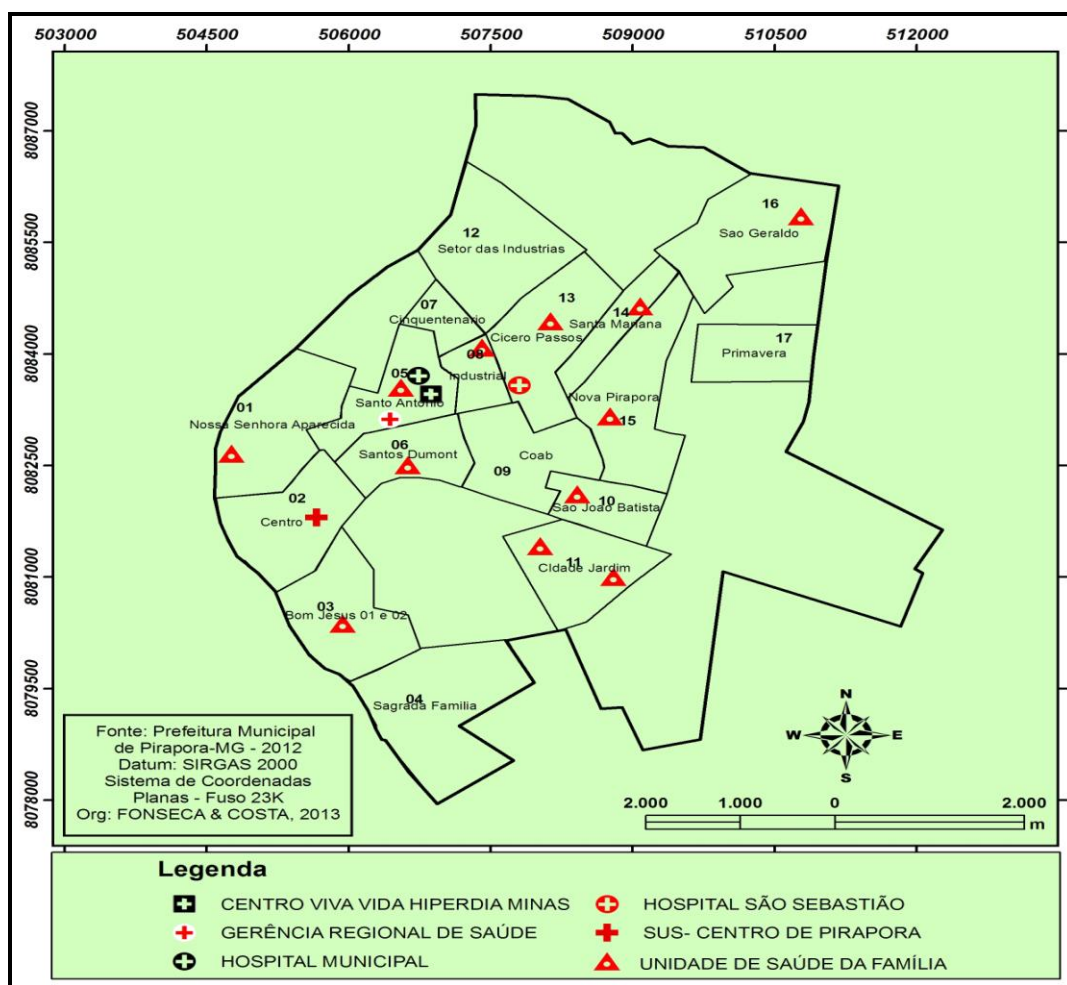 503000 504500 506000 507500 509000 510500 512000
8087000
8085500
8084000
8082500
8081000
8079500
8078000
16
Sao Geraldo
12
Setor das Industrias
07
Cinquentenario
13
Cicero Passos
14
Santa Mariana
17
Primavera
08
Industrial
05
Santo Antonio
Nova Pirapora
15
01
Nossa Senhora Aparecida
06
Santos Dumont
Coab
09
02
Centro
10
Sao Joao Batista
11
CIdade Jardim
03
Bom Jesus 01 e 02
04
Sagrada Familia
Fonte: Prefeitura Municipal
de Pirapora-MG - 2012
Datum: SIRGAS 2000
Sistema de Coordenadas
Planas - Fuso 23K
Org: FONSECA & COSTA, 2013
N
W E
S
2.000 1.000 0 2.000
m
Legenda
CENTRO VIVA VIDA HIPERDIA MINAS
GERÊNCIA REGIONAL DE SAÚDE
HOSPITAL MUNICIPAL
HOSPITAL SÃO SEBASTIÃO
SUS- CENTRO DE PIRAPORA
UNIDADE DE SAÚDE DA FAMÍLIA